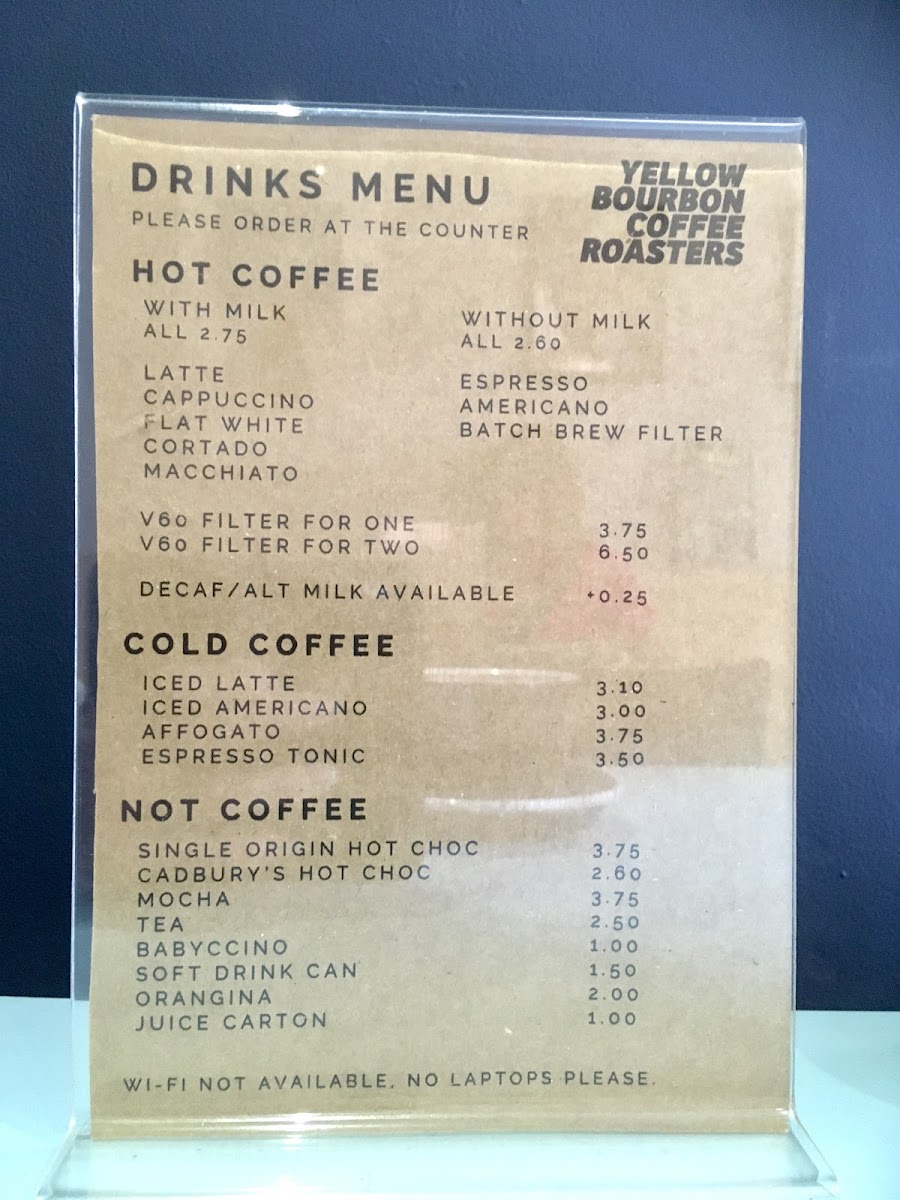 DRINKS MENU
PLEASE ORDER AT THE COUNTER
YELLOW
BOURBON
COFFEE
ROASTERS
HOT COFFEE
WITH MILK
ALL 2.75
LATTE
CAPPUCCINO
FLAT WHITE
CORTADO
MACCHIATO
WITHOUT MILK
ALL 2.60
ESPRESSO
AMERICANO
BATCH BREW FILTER
V60 FILTER FOR ONE 3.75
V60 FILTER FOR TWO 6.50
DECAF/ALT MILK AVAILABLE +0.25
COLD COFFEE
ICED LATTE 3.10
ICED AMERICANO 3.00
AFFOGATO 3.75
ESPRESSO TONIC 3.50
NOT COFFEE
SINGLE ORIGIN HOT CHOC 3.75
CADBURY'S HOT CHOC 2.60
MOCHA 3.75
TEA 2.50
BABYCCINO 1.00
SOFT DRINK CAN 1.50
ORANGINA 2.00
JUICE CARTON 1.00
WI-FI NOT AVAILABLE, NO LAPTOPS PLEASE.